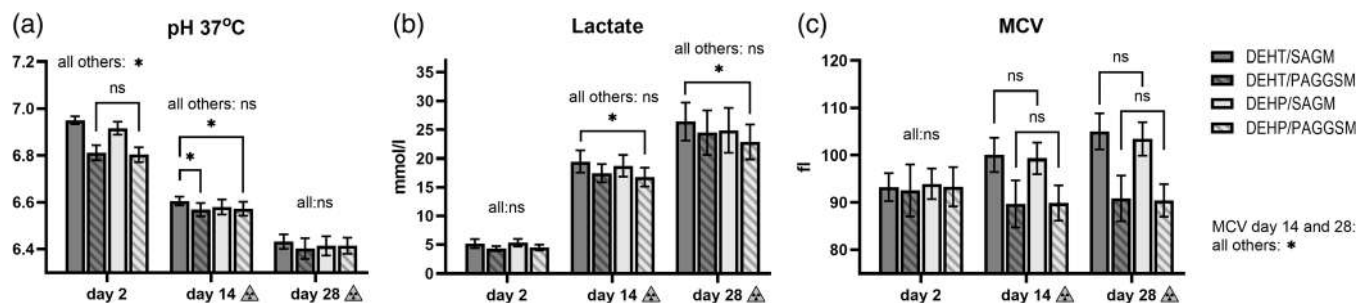 (a)
pH 37°C
7.2
7.0
6.8
6.6
6.4
all others: *
ns
all others: ns
*
*
all:ns
day 2
day 14
day 28
(b)
Lactate
mmol/l
35
30
25
20
15
10
5
0
all:ns
all others: ns
*
all others: ns
*
day 2
day 14
day 28
(c)
MCV
fl
120
110
100
90
80
all:ns
ns
ns
ns
ns
day 2
day 14
day 28
DEHT/SAGM
DEHT/PAGGSM
DEHP/SAGM
DEHP/PAGGSM
MCV day 14 and 28:
all others: *